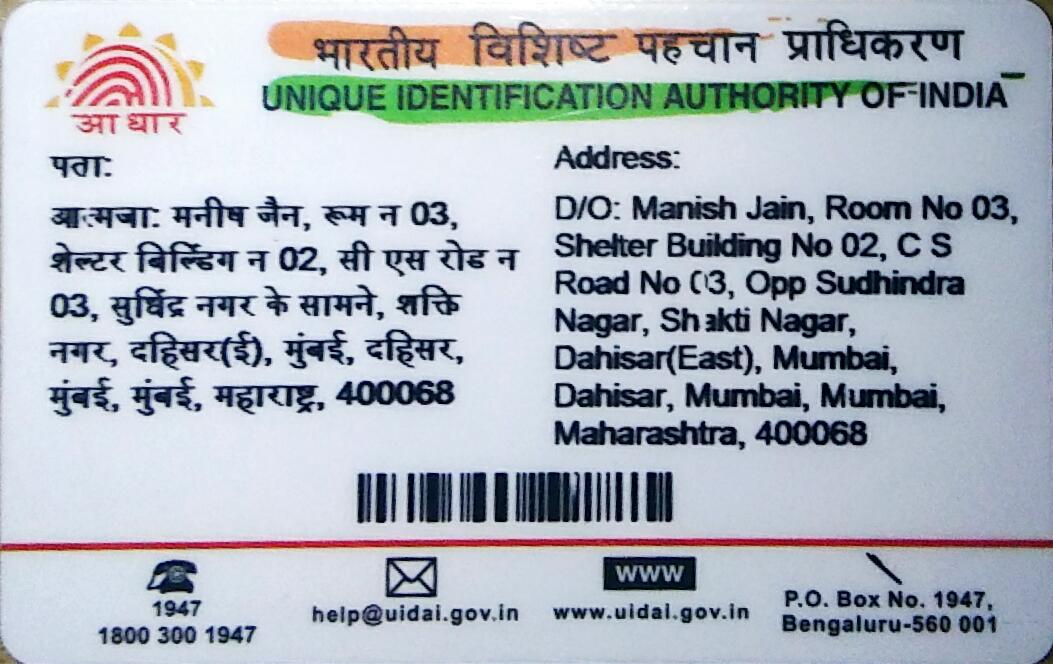 भारतीय विशिष्ट पहचान प्राधिकरण
UNIQUE IDENTIFICATION AUTHORITY OF INDIA
आधार
पता:
आत्मजा: मनीष जैन, रूम न 03,
शेल्टर बिल्डिंग न 02, सी एस रोड न
03, सुधिंद्र नगर के सामने, शक्ति
नगर, दहिसर(ई), मुंबई, दहिसर,
मुंबई, मुंबई, महाराष्ट्र, 400068
Address:
D/O: Manish Jain, Room No 03,
Shelter Building No 02, C S
Road No 03, Opp Sudhindra
Nagar, Shakti Nagar,
Dahisar(East), Mumbai,
Dahisar, Mumbai, Mumbai,
Maharashtra, 400068
1947
1800 300 1947
help@uidai.gov.in
www
www.uidai.gov.in
P.O. Box No. 1947,
Bengaluru-560 001